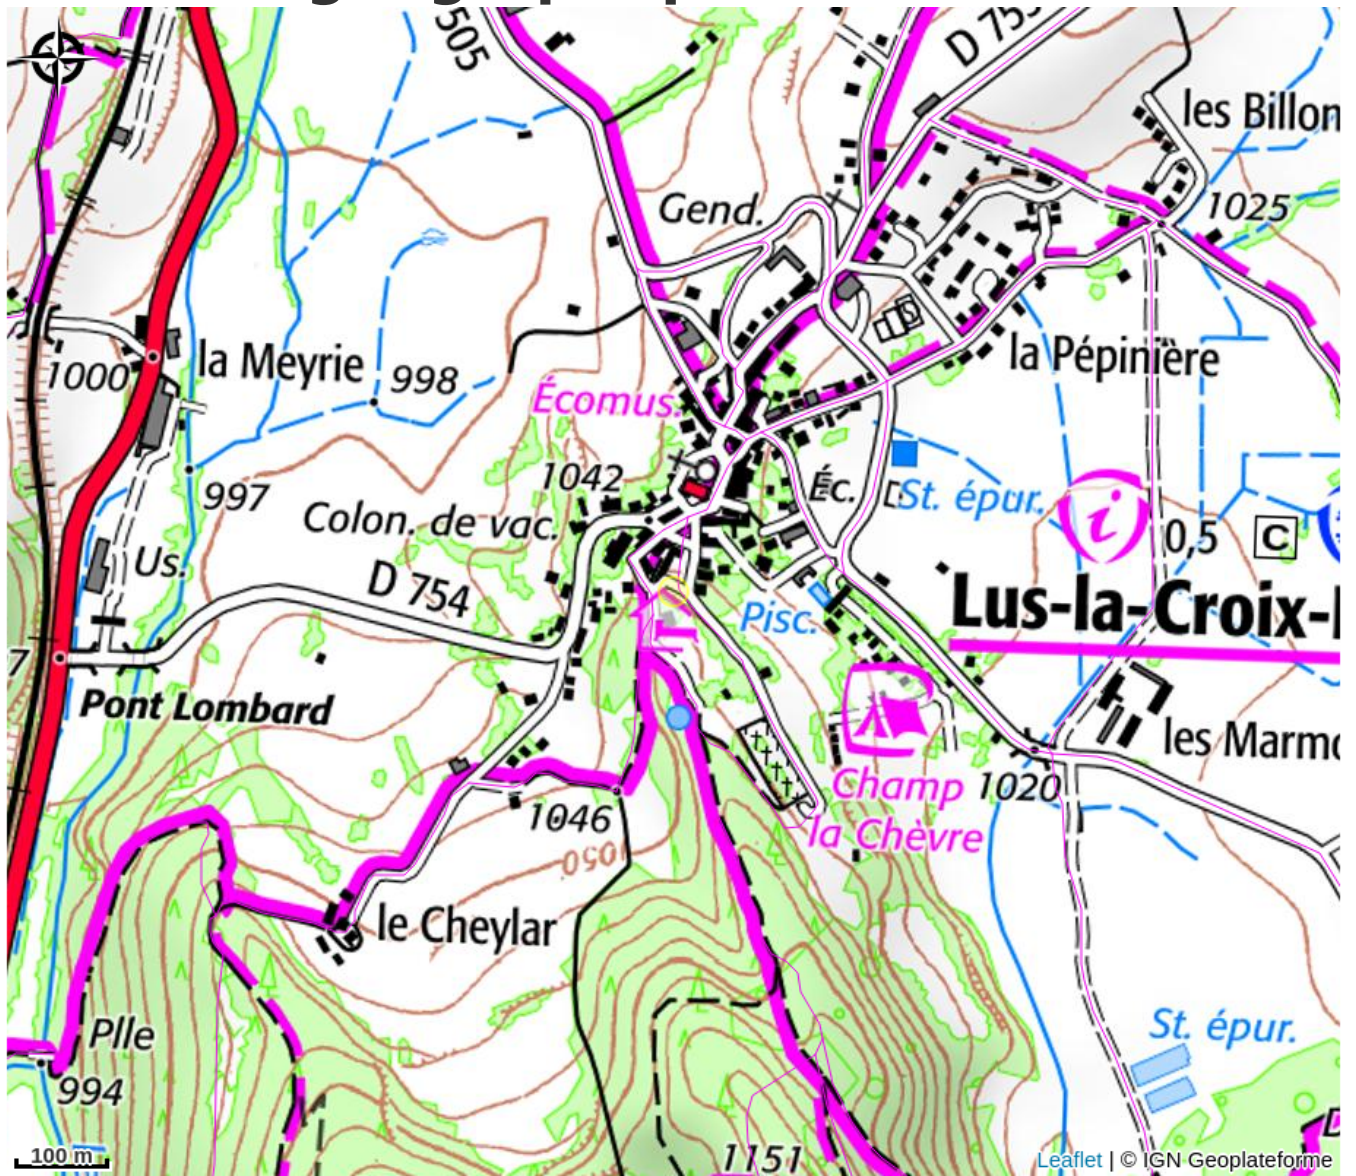 505
D 755
les Billon
Gend.
1025
la Meyrie
1000
998
la Pépinière
Écomus.
1042
997
Colon. de vac.
Éc.
St. épur.
i
0,5
C
Us.
D 754
Pisc.
Lus-la-Croix-
7
Pont Lombard
les Marmo
1020
Champ
la Chèvre
1046
1050
le Cheylar
Plle
994
St. épur.
1151
100 m
Leaflet | © IGN Geoplateforme